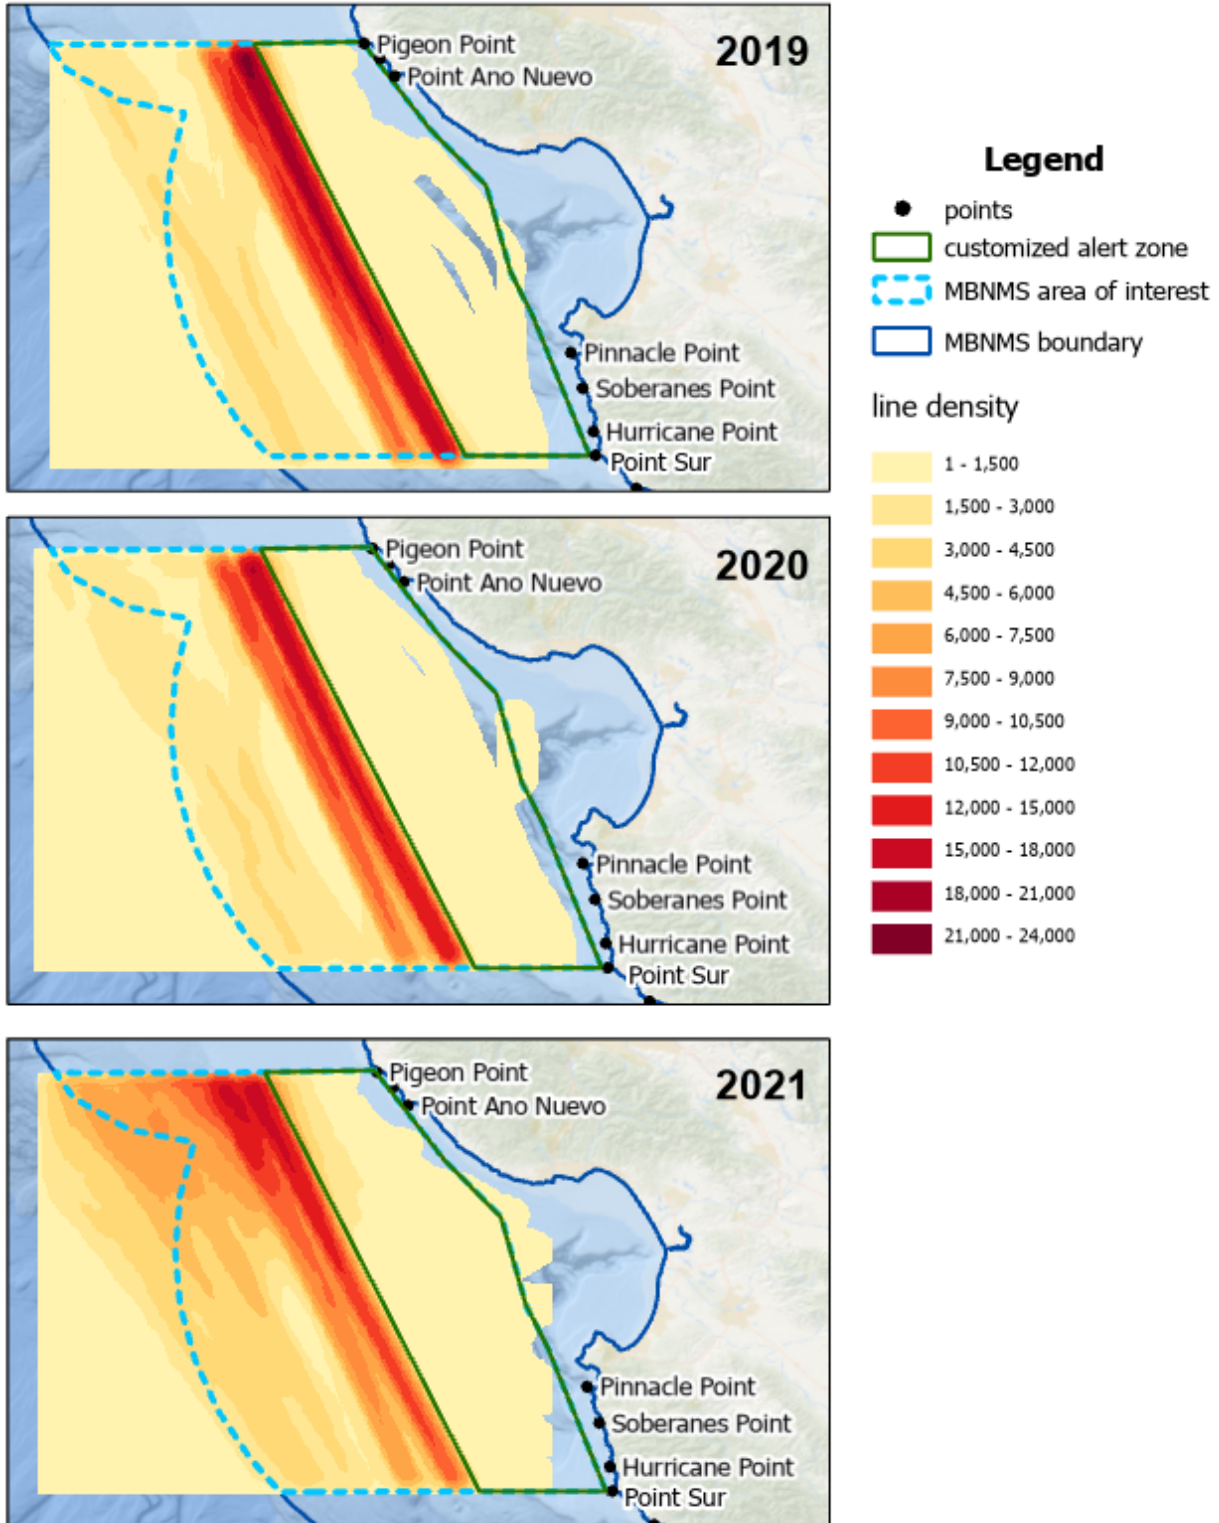 2019
Pigeon Point
Point Ano Nuevo
Pinnacle Point
Soberanes Point
Hurricane Point
Point Sur
2020
Pigeon Point
Point Ano Nuevo
Pinnacle Point
Soberanes Point
Hurricane Point
Point Sur
2021
Pigeon Point
Point Ano Nuevo
Pinnacle Point
Soberanes Point
Hurricane Point
Point Sur
Legend
points
customized alert zone
MBNMS area of interest
MBNMS boundary
line density
1 - 1,500
1,500 - 3,000
3,000 - 4,500
4,500 - 6,000
6,000 - 7,500
7,500 - 9,000
9,000 - 10,500
10,500 - 12,000
12,000 - 15,000
15,000 - 18,000
18,000 - 21,000
21,000 - 24,000